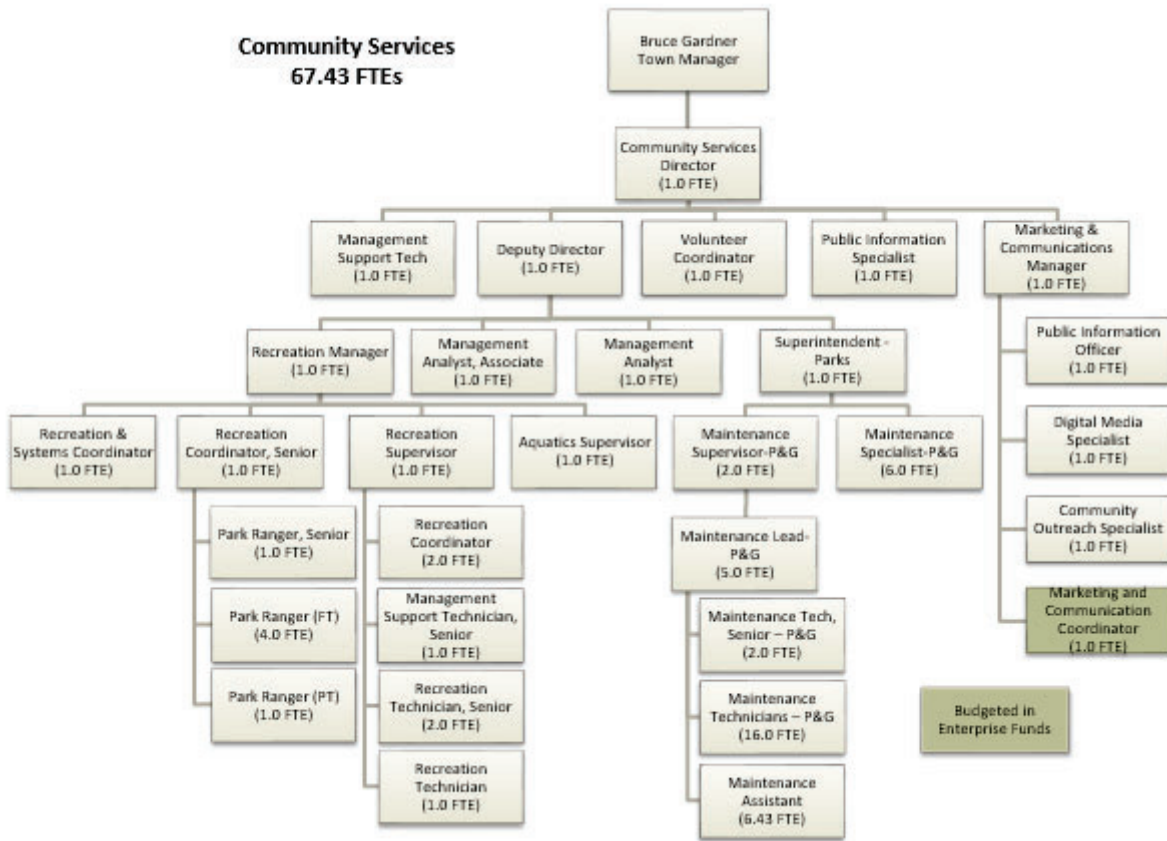 Community Services
67.43 FTEs
Bruce Gardner
Town Manager
Community Services
Director
(1.0 FTE)
Management
Support Tech
(1.0 FTE)
Deputy Director
(1.0 FTE)
Volunteer
Coordinator
(1.0 FTE)
Public Information
Specialist
(1.0 FTE)
Marketing &
Communications
Manager
(1.0 FTE)
Recreation Manager
(1.0 FTE)
Management
Analyst, Associate
(1.0 FTE)
Management
Analyst
(1.0 FTE)
Superintendent -
Parks
(1.0 FTE)
Public Information
Officer
(1.0 FTE)
Digital Media
Specialist
(1.0 FTE)
Community
Outreach Specialist
(1.0 FTE)
Marketing and
Communication
Coordinator
(1.0 FTE)
Recreation &
Systems Coordinator
(1.0 FTE)
Recreation
Coordinator, Senior
(1.0 FTE)
Recreation
Supervisor
(1.0 FTE)
Aquatics Supervisor
(1.0 FTE)
Maintenance
Supervisor-P&G
(2.0 FTE)
Maintenance
Specialist-P&G
(6.0 FTE)
Park Ranger, Senior
(1.0 FTE)
Park Ranger (FT)
(4.0 FTE)
Park Ranger (PT)
(1.0 FTE)
Recreation
Coordinator
(2.0 FTE)
Management
Support Technician,
Senior
(1.0 FTE)
Recreation
Technician, Senior
(2.0 FTE)
Recreation
Technician
(1.0 FTE)
Maintenance Lead-
P&G
(5.0 FTE)
Maintenance Tech,
Senior – P&G
(2.0 FTE)
Maintenance
Technicians – P&G
(16.0 FTE)
Maintenance
Assistant
(6.43 FTE)
Budgeted in
Enterprise Funds